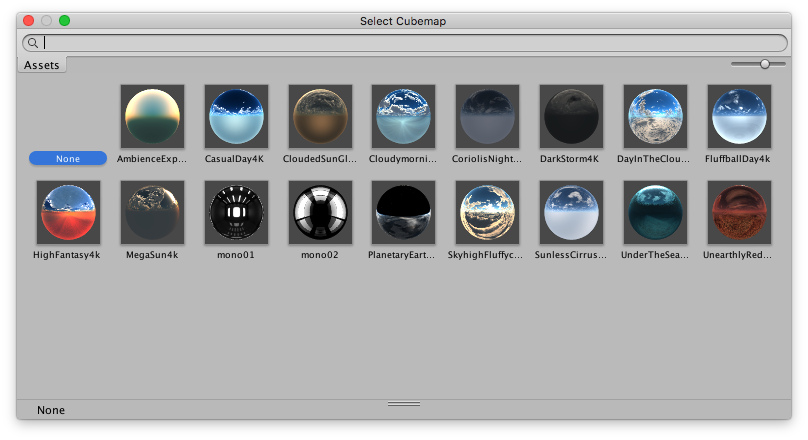 Select Cubemap
Assets
None
AmbienceExp...
CasualDay4K
CloudedSunGl...
Cloudymorni...
CoriolisNight...
DarkStorm4K
DayInTheClou...
FluffballDay4k
HighFantasy4k
MegaSun4k
mono01
mono02
PlanetaryEart...
SkyhighFluffyc...
SunlessCirrus...
UnderTheSea...
UnearthlyRed...
None